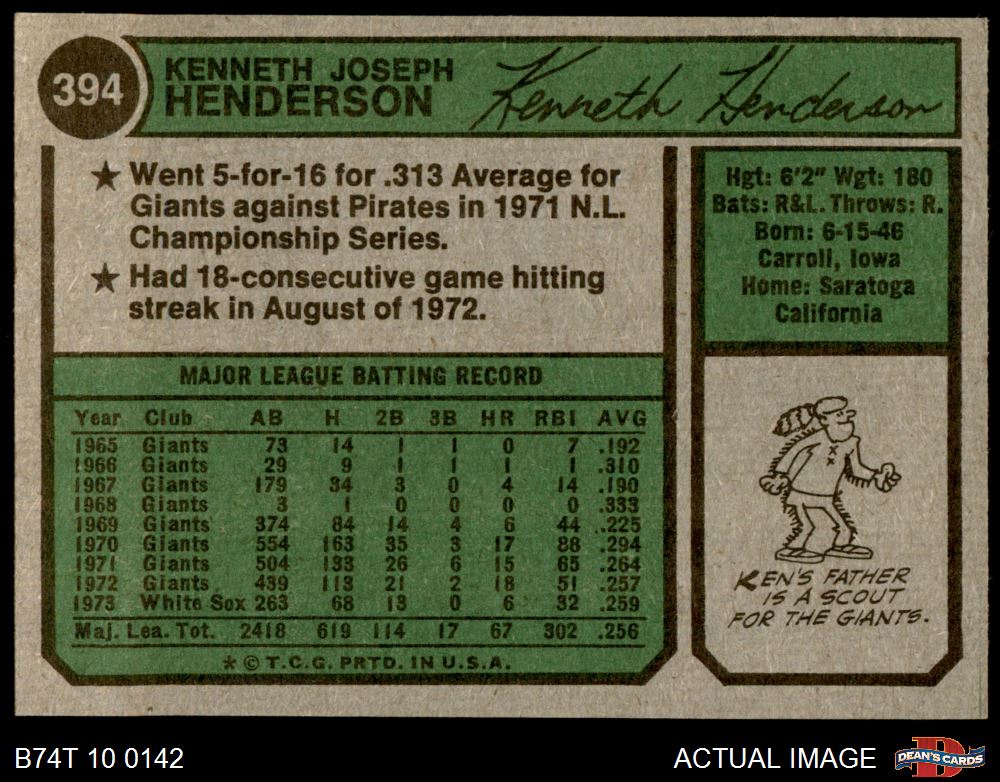 394
KENNETH JOSEPH
HENDERSON
Kenneth Henderson
★ Went 5-for-16 for .313 Average for
Giants against Pirates in 1971 N.L.
Championship Series.
★ Had 18-consecutive game hitting
streak in August of 1972.
Hgt: 6'2" Wgt: 180
Bats: R&L. Throws: R.
Born: 6-15-46
Carroll, Iowa
Home: Saratoga
California
MAJOR LEAGUE BATTING RECORD
Year Club AB H 2B 3B HR RBI AVG
1965 Giants 73 14 1 1 0 7 .192
1966 Giants 29 9 1 1 1 1 .310
1967 Giants 179 34 3 0 4 14 .190
1968 Giants 3 1 0 0 0 0 .333
1969 Giants 374 84 14 4 6 44 .225
1970 Giants 554 163 35 3 17 88 .294
1971 Giants 504 133 26 6 15 65 .264
1972 Giants 439 113 21 2 18 51 .257
1973 White Sox 263 68 13 0 6 32 .259
Maj. Lea. Tot. 2418 619 114 17 67 302 .256
* © T.C.G. PRTD. IN U.S.A.
KEN'S FATHER
IS A SCOUT
FOR THE GIANTS.
B74T 10 0142
ACTUAL IMAGE
D
DEAN'S CARDS